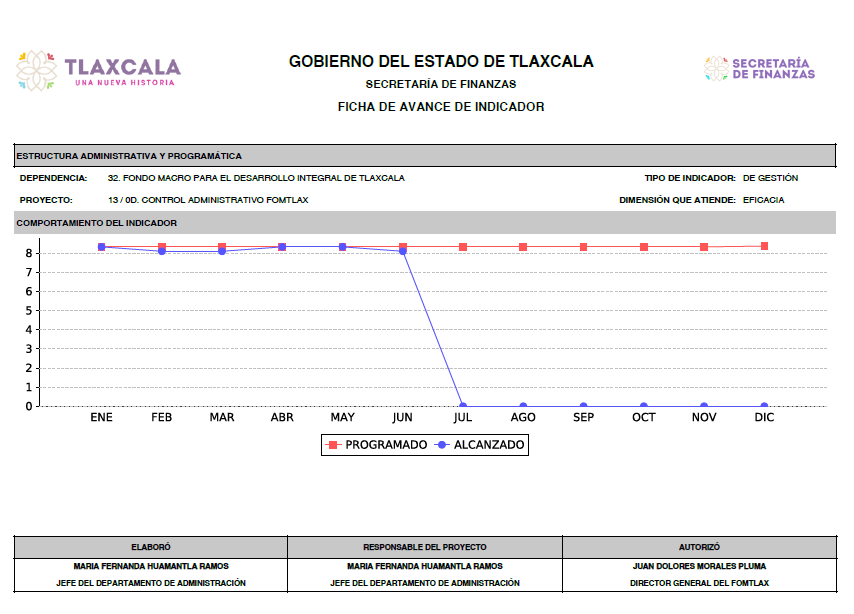 TLAXCALA
UNA NUEVA HISTORIA
GOBIERNO DEL ESTADO DE TLAXCALA
SECRETARÍA DE FINANZAS
FICHA DE AVANCE DE INDICADOR
SECRETARÍA
DE FINANZAS
ESTRUCTURA ADMINISTRATIVA Y PROGRAMÁTICA
DEPENDENCIA: 32. FONDO MACRO PARA EL DESARROLLO INTEGRAL DE TLAXCALA TIPO DE INDICADOR: DE GESTIÓN
PROYECTO: 13 / 0D. CONTROL ADMINISTRATIVO FOMTLAX DIMENSIÓN QUE ATIENDE: EFICACIA
COMPORTAMIENTO DEL INDICADOR
8
7
6
5
4
3
2
1
0
ENE FEB MAR ABR MAY JUN JUL AGO SEP OCT NOV DIC
PROGRAMADO ALCANZADO
ELABORÓ RESPONSABLE DEL PROYECTO AUTORIZÓ
MARIA FERNANDA HUAMANTLA RAMOS MARIA FERNANDA HUAMANTLA RAMOS JUAN DOLORES MORALES PLUMA
JEFE DEL DEPARTAMENTO DE ADMINISTRACIÓN JEFE DEL DEPARTAMENTO DE ADMINISTRACIÓN DIRECTOR GENERAL DEL FOMTLAX